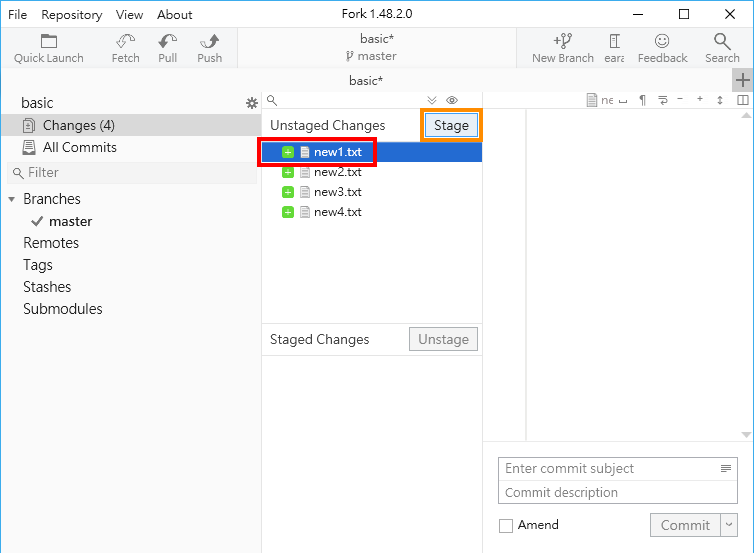 Fork 1.48.2.0
File Repository View About
basic*
master
Quick Launch Fetch Pull Push New Branch Feedback Search
basic*
basic
Changes (4)
All Commits
Filter
Branches
master
Remotes
Tags
Stashes
Submodules
Unstaged Changes Stage
new1.txt
new2.txt
new3.txt
new4.txt
Staged Changes Unstage
Enter commit subject
Commit description
Amend Commit